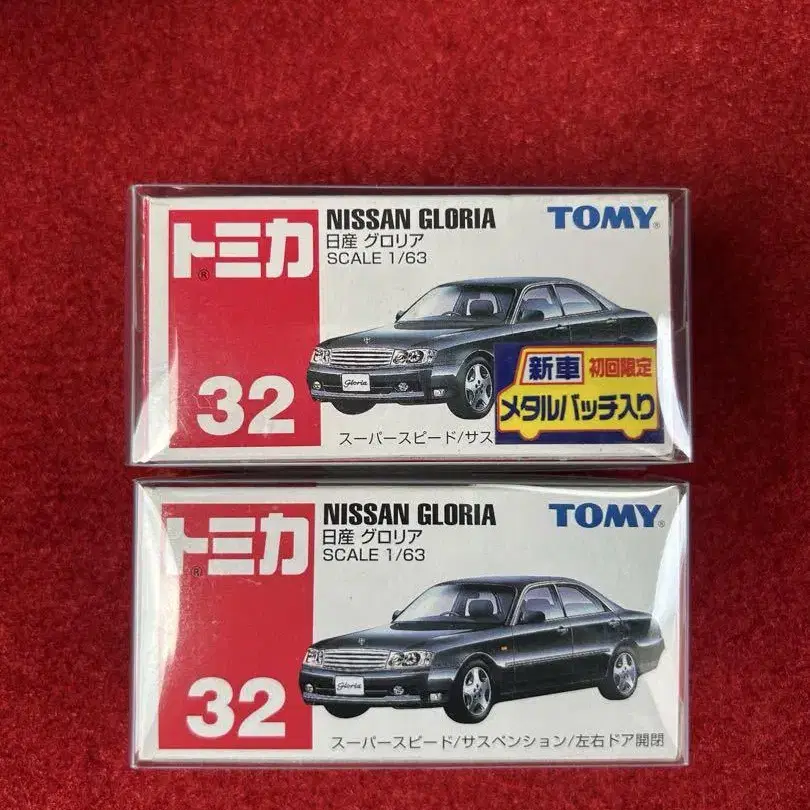 トミカ®
NISSAN GLORIA
日産 グロリア
SCALE 1/63
TOMY®
32
Gloria
新車 初回限定
メタルバッチ入り
スーパースピード/サス
トミカ®
NISSAN GLORIA
日産 グロリア
SCALE 1/63
TOMY®
32
Gloria
スーパースピード/サスペンション/左右ドア開閉